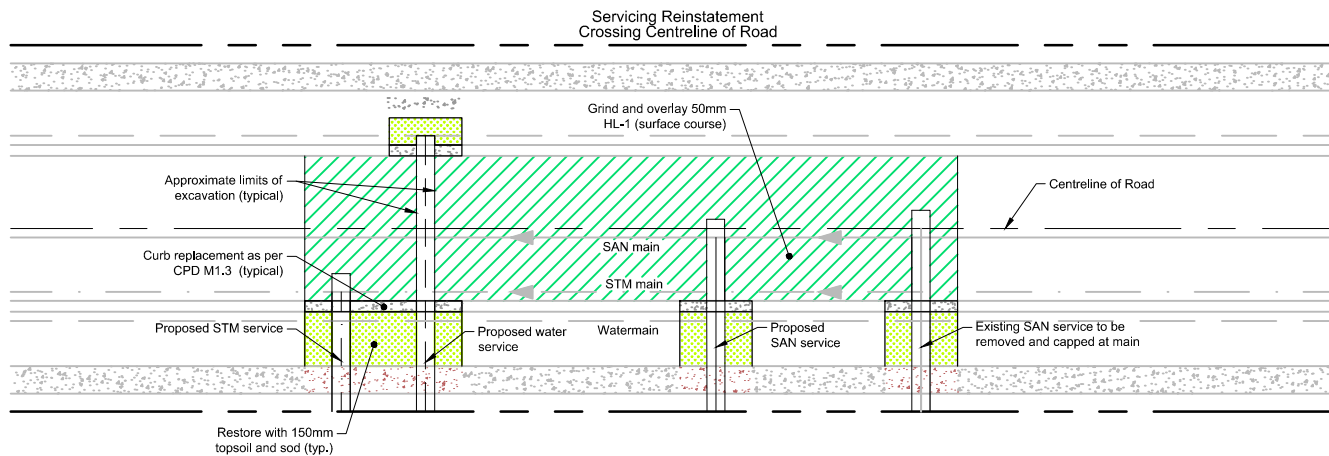 Servicing Reinstatement
Crossing Centreline of Road
Grind and overlay 50mm
HL-1 (surface course)
Approximate limits of
excavation (typical)
Centreline of Road
SAN main
Curb replacement as per
CPD M1.3 (typical)
STM main
Proposed STM service
Proposed water
service
Watermain
Proposed
SAN service
Existing SAN service to be
removed and capped at main
Restore with 150mm
topsoil and sod (typ.)